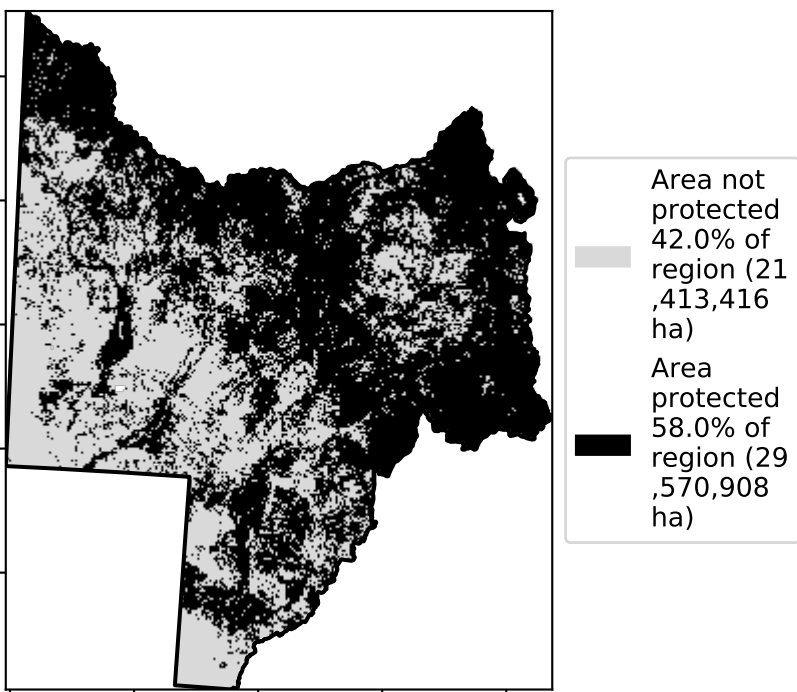 Area not
protected
42.0% of
region (21
,413,416
ha)
Area
protected
58.0% of
region (29
,570,908
ha)